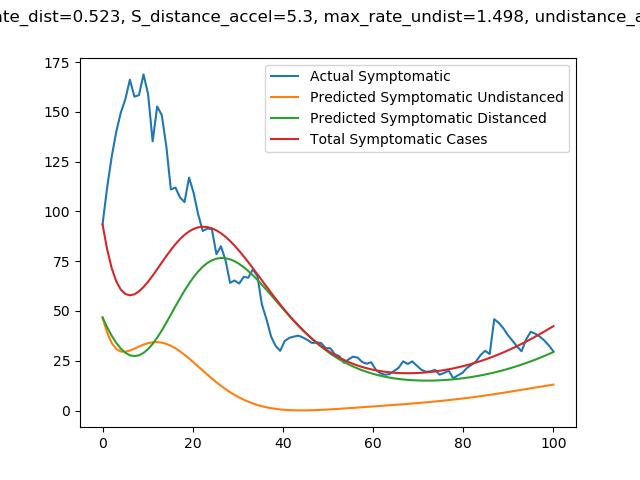 ate_dist=0.523, S_distance_accel=5.3, max_rate_undist=1.498, undistance_a
175
150
125
100
75
50
25
0
0 20 40 60 80 100
Actual Symptomatic
Predicted Symptomatic Undistanced
Predicted Symptomatic Distanced
Total Symptomatic Cases